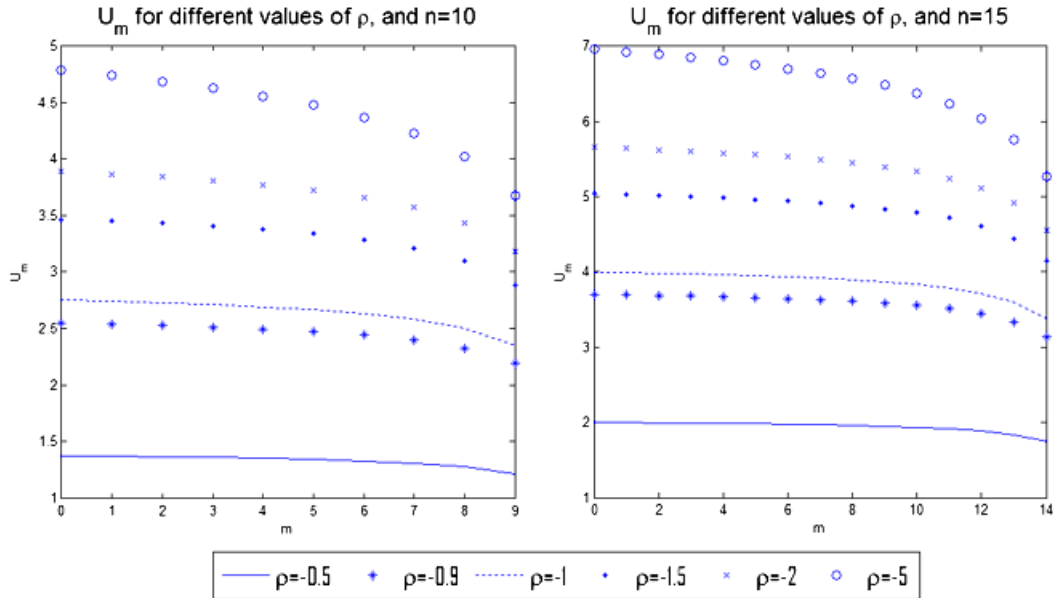 U_m for different values of ρ, and n=10
5
4.5
4
3.5
3
2.5
2
1.5
1
U_m
0 1 2 3 4 5 6 7 8 9
m
U_m for different values of ρ, and n=15
7
6
5
4
3
2
1
U_m
0 2 4 6 8 10 12 14
m
ρ=-0.5 ρ=-0.9 ρ=-1 ρ=-1.5 ρ=-2 ρ=-5